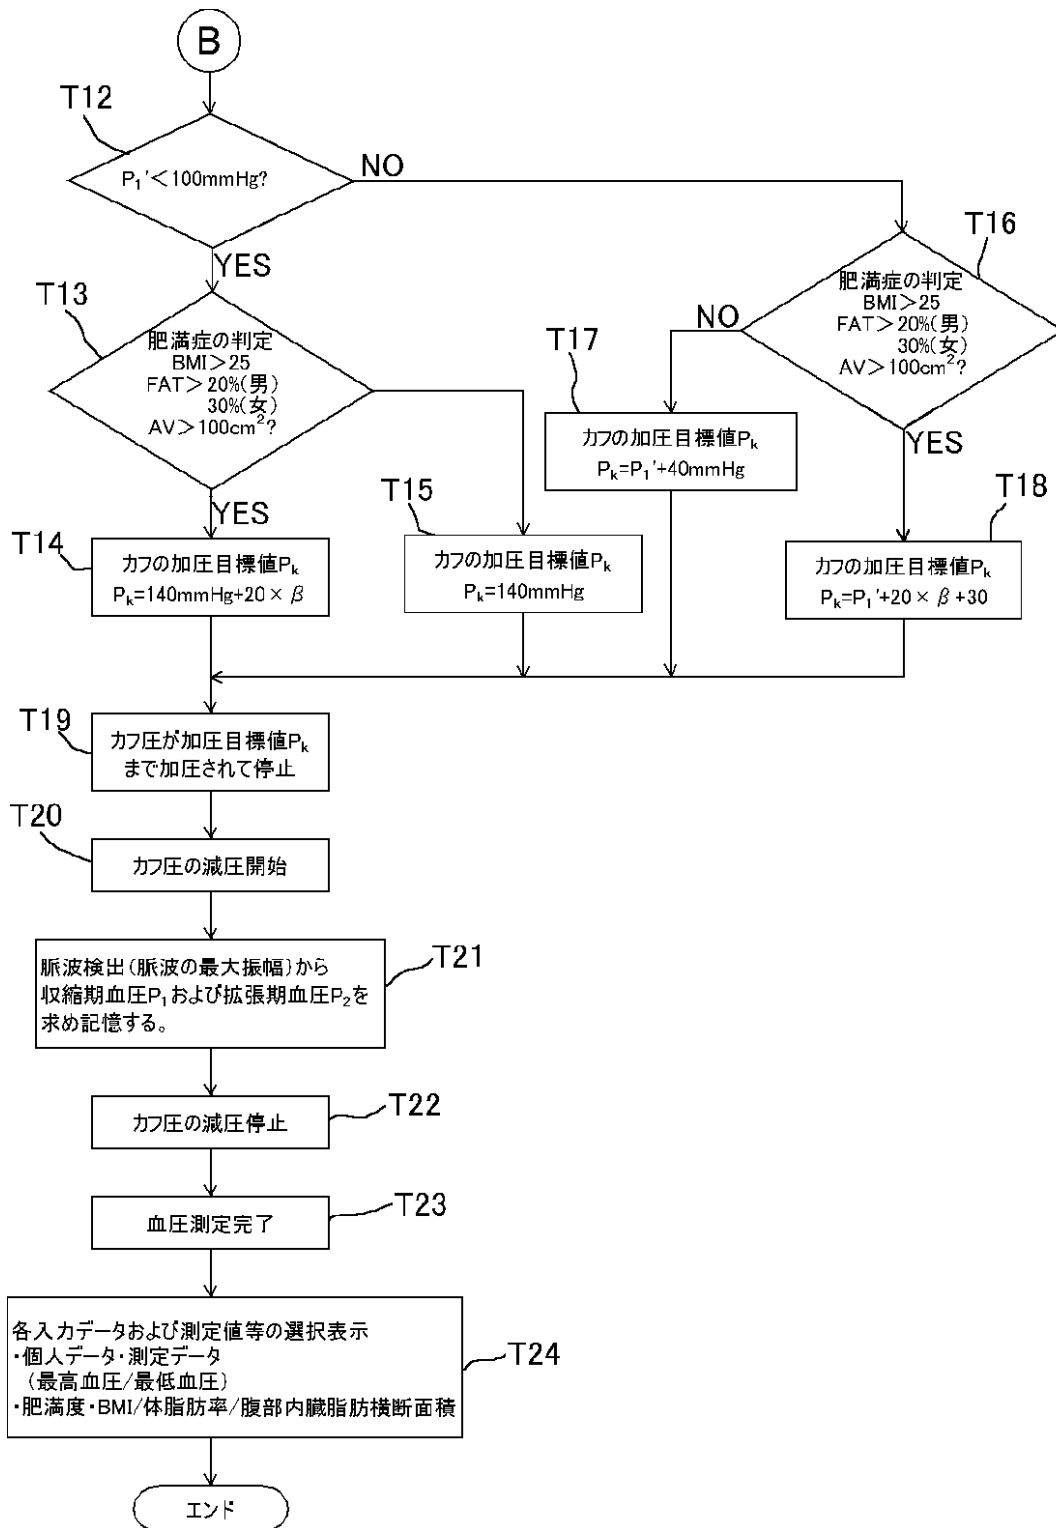 B
T12
P1'<100mmHg?
NO
YES
T16
肥満症の判定
BMI>25
FAT>20%(男)
30%(女)
AV>100cm²?
NO
YES
T13
肥満症の判定
BMI>25
FAT>20%(男)
30%(女)
AV>100cm²?
YES
T17
カフの加圧目標値Pk
Pk=P1'+40mmHg
T14
カフの加圧目標値Pk
Pk=140mmHg+20×β
T15
カフの加圧目標値Pk
Pk=140mmHg
T18
カフの加圧目標値Pk
Pk=P1'+20×β+30
T19
カフ圧が加圧目標値Pk
まで加圧されて停止
T20
カフ圧の減圧開始
T21
脈波検出(脈波の最大振幅)から
収縮期血圧P1および拡張期血圧P2を
求め記憶する。
T22
カフ圧の減圧停止
T23
血圧測定完了
T24
各入力データおよび測定値等の選択表示
・個人データ・測定データ
(最高血圧/最低血圧)
・肥満度・BMI/体脂肪率/腹部内臓脂肪横断面積
エンド